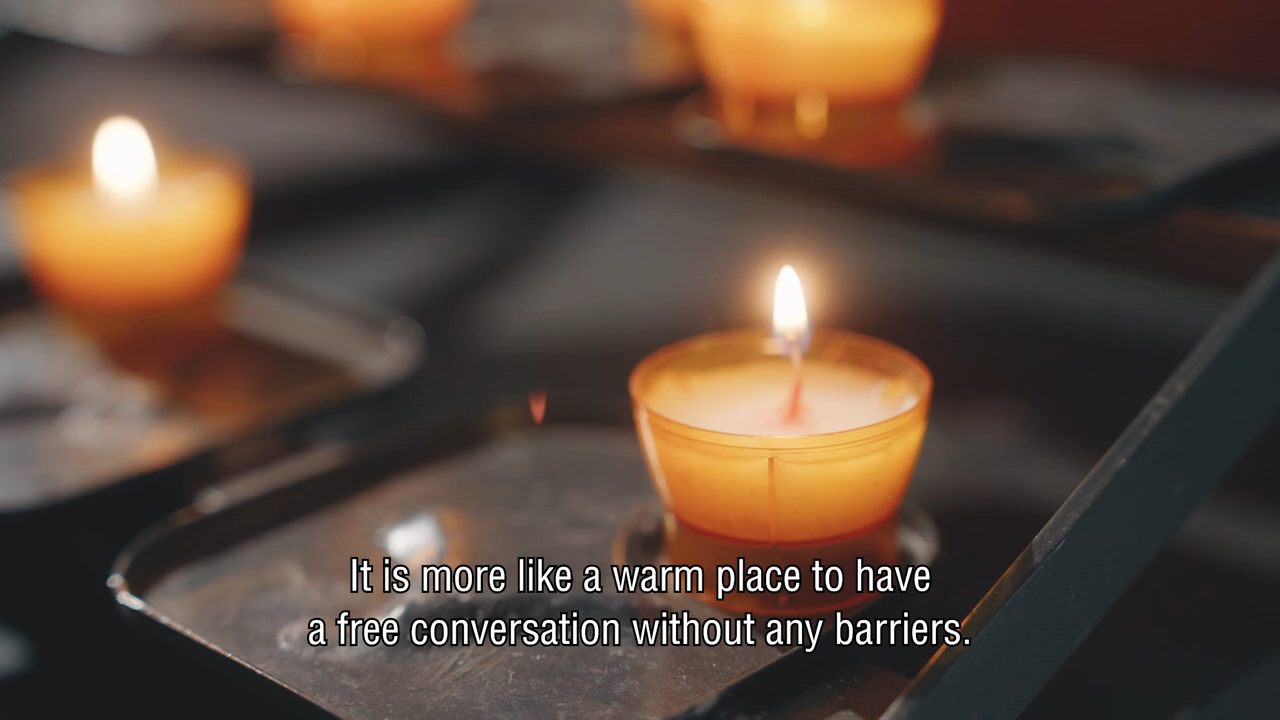 It is more like a warm place to have
a free conversation without any barriers.